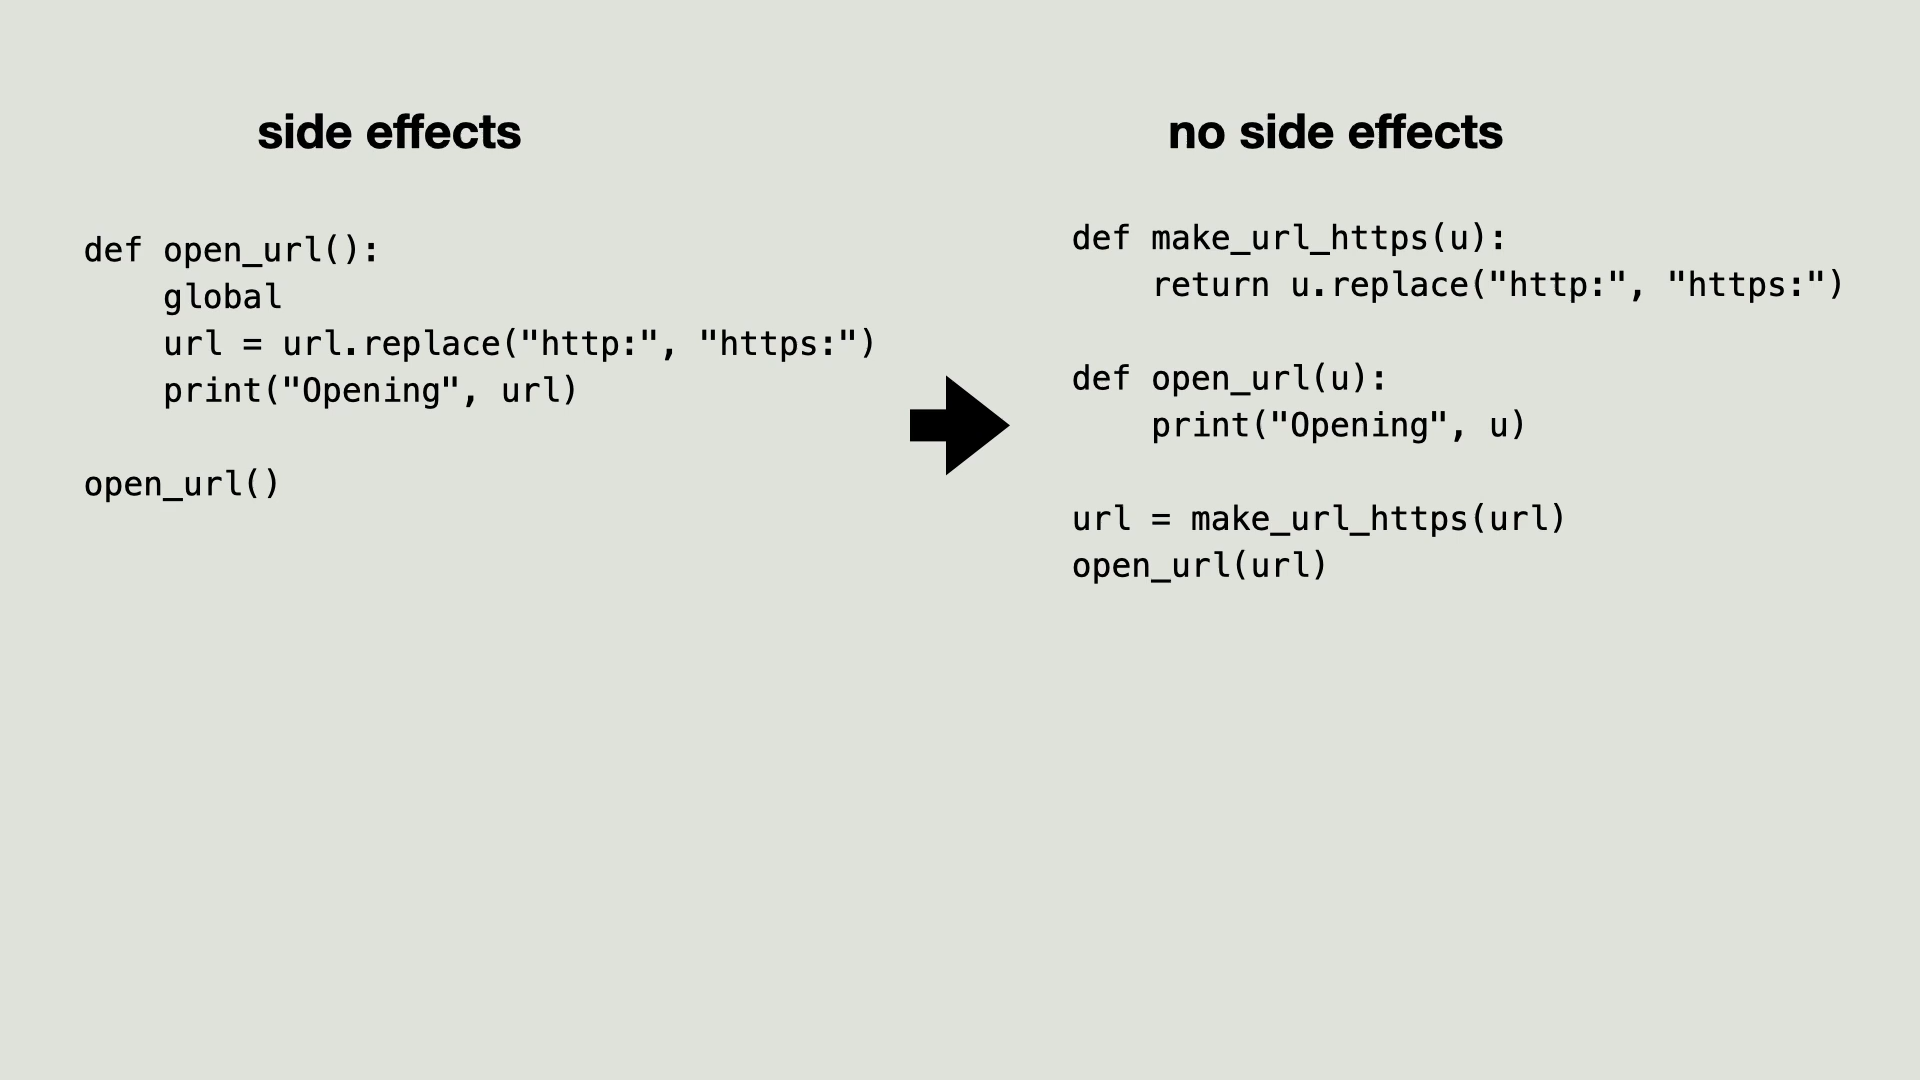 side effects
def open_url():
    global
    url = url.replace("http:", "https:")
    print("Opening", url)

open_url()
no side effects
def make_url_https(u):
    return u.replace("http:", "https:")

def open_url(u):
    print("Opening", u)

url = make_url_https(url)
open_url(url)